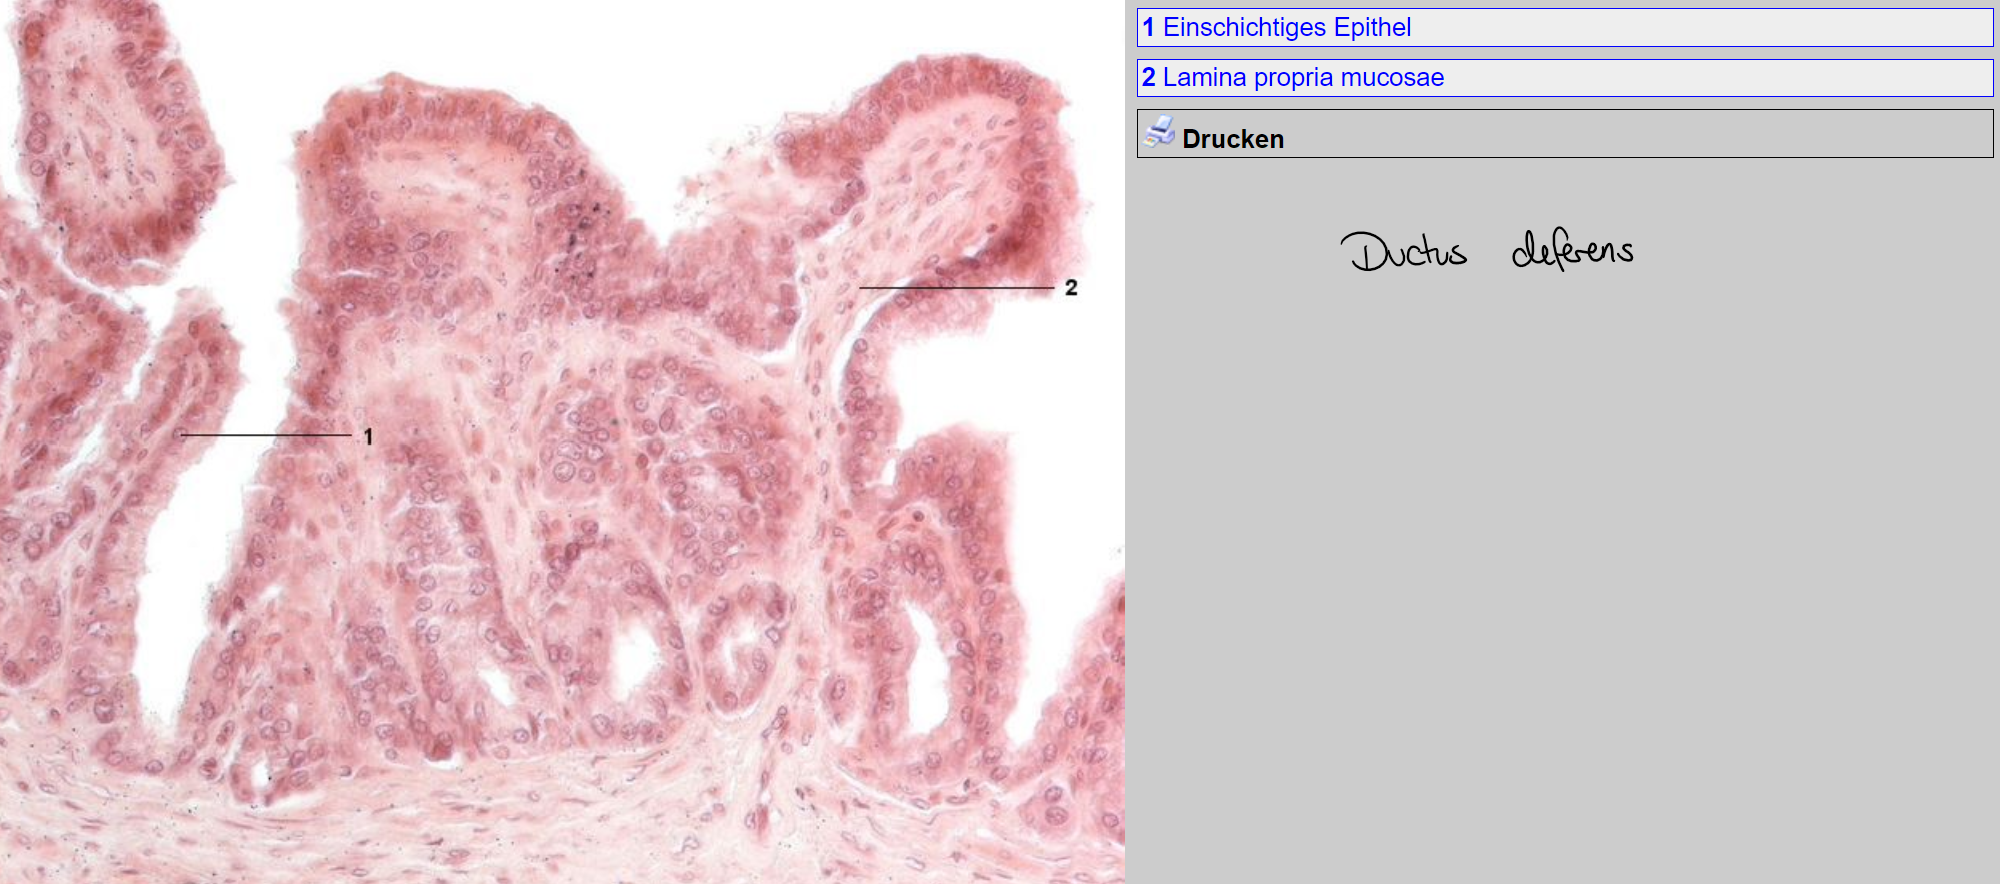 1 Einschichtiges Epithel
2 Lamina propria mucosae
Drucken
Ductus deferens
2
1